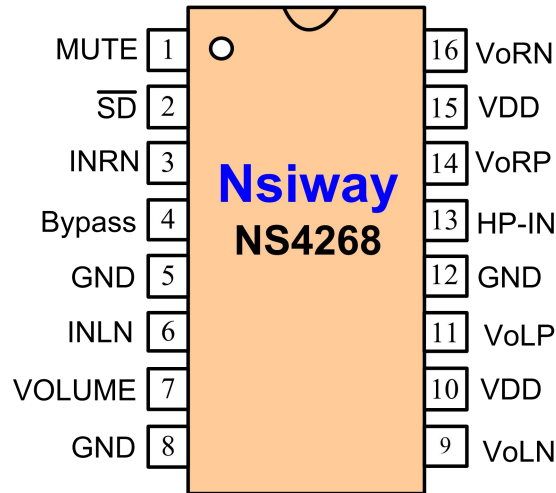 MUTE 1 16 VoRN
S̅D̅ 2 15 VDD
INRN 3 14 VoRP
Nsiway
Bypass 4 13 HP-IN
NS4268
GND 5 12 GND
INLN 6 11 VoLP
VOLUME 7 10 VDD
GND 8 9 VoLN